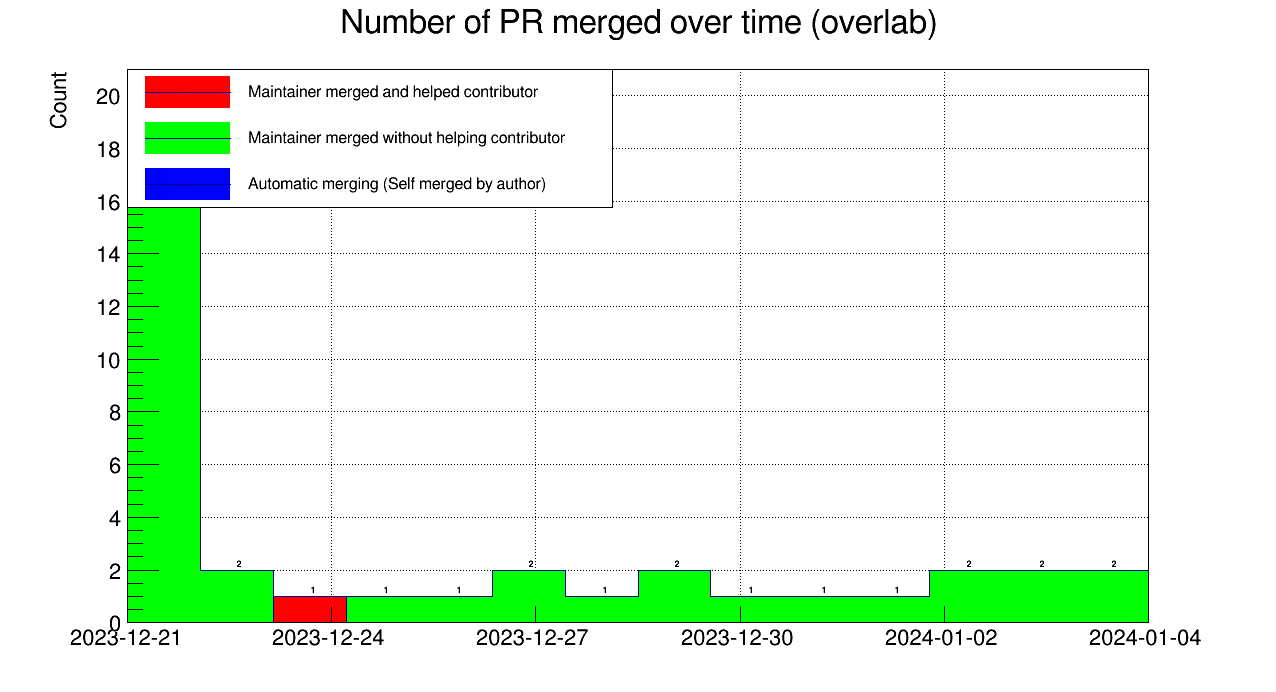 Number of PR merged over time (overlab)
Count
Maintainer merged and helped contributor
Maintainer merged without helping contributor
Automatic merging (Self merged by author)
20
18
16
14
12
10
8
6
4
2
0
2 1 1 1 2 1 2 1 1 1 2 2 2
2023-12-21 2023-12-24 2023-12-27 2023-12-30 2024-01-02 2024-01-04